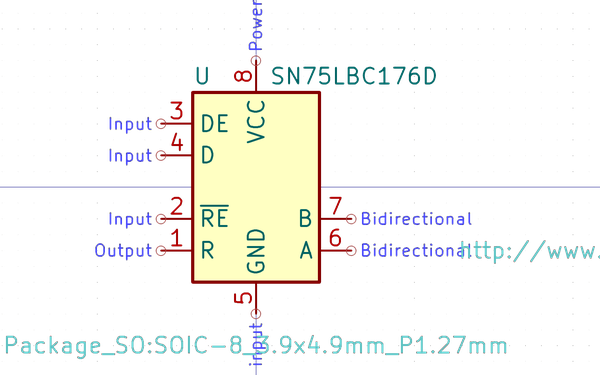 Power
U SN75LBC176D
8
VCC
Input 3 DE
Input 4 D
Input 2 RE B 7 Bidirectional
Output 1 R A 6 Bidirectional http://www.
GND
5
input
Package_SO:SOIC-8_3.9x4.9mm_P1.27mm